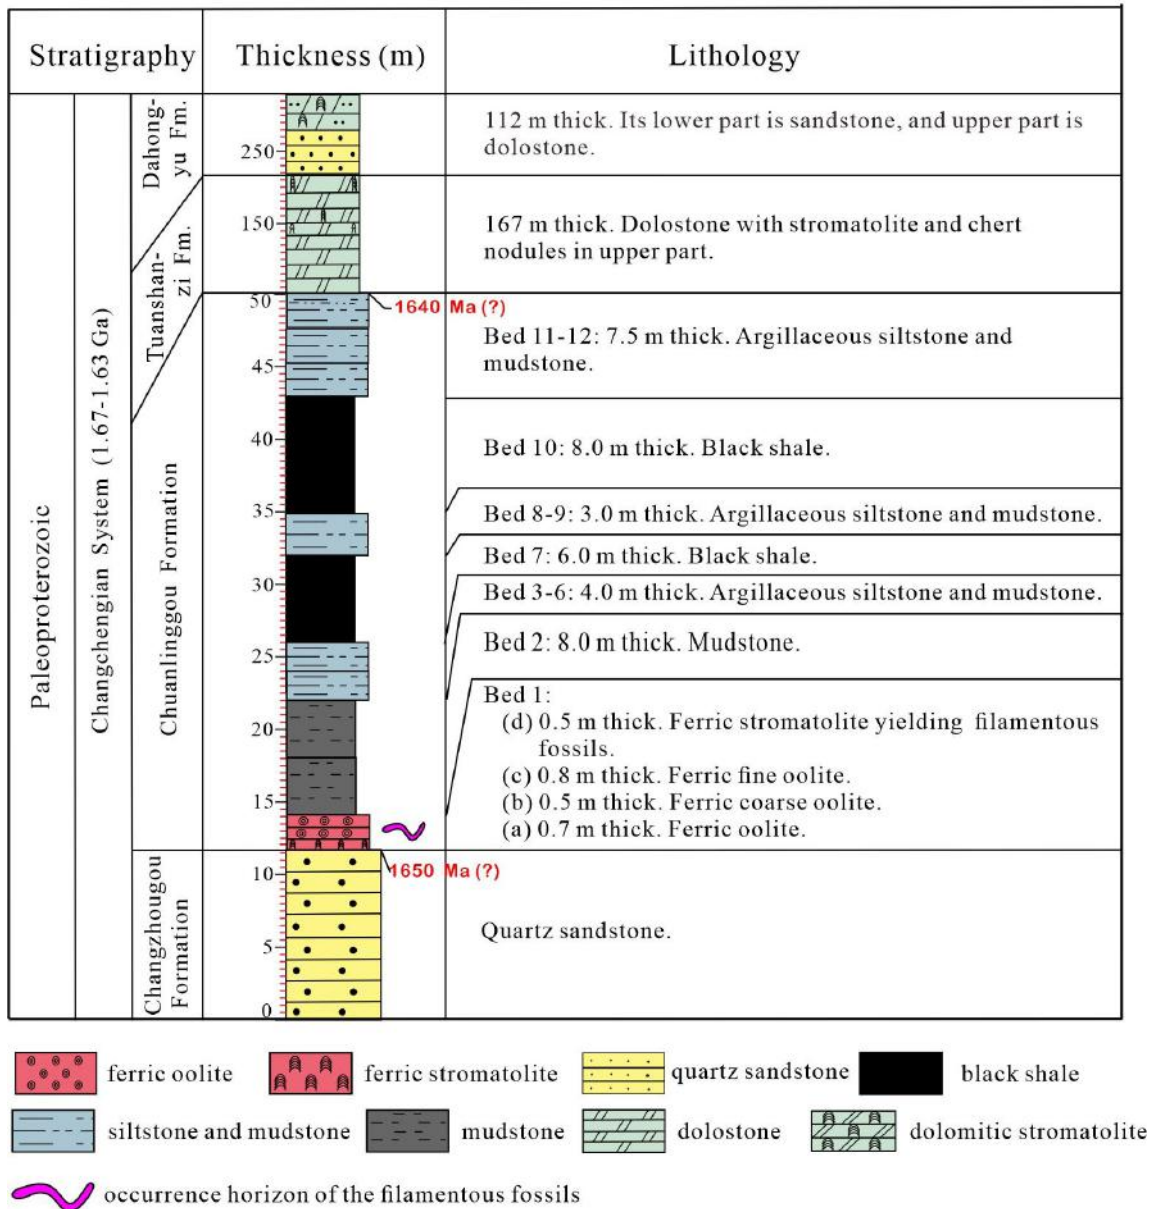 Stratigraphy
Thickness (m)
Lithology
Paleoproterozoic
Changchengian System (1.67-1.63 Ga)
Dahong-
yu Fm.
Tuanshan-
zi Fm.
Chuanlinggou Formation
Changzhougou
Formation
250
150
50
45
40
35
30
25
20
15
10
5
0
1640 Ma (?)
1650 Ma (?)
112 m thick. Its lower part is sandstone, and upper part is
dolostone.
167 m thick. Dolostone with stromatolite and chert
nodules in upper part.
Bed 11-12: 7.5 m thick. Argillaceous siltstone and
mudstone.
Bed 10: 8.0 m thick. Black shale.
Bed 8-9: 3.0 m thick. Argillaceous siltstone and mudstone.
Bed 7: 6.0 m thick. Black shale.
Bed 3-6: 4.0 m thick. Argillaceous siltstone and mudstone.
Bed 2: 8.0 m thick. Mudstone.
Bed 1:
(d) 0.5 m thick. Ferric stromatolite yielding filamentous
fossils.
(c) 0.8 m thick. Ferric fine oolite.
(b) 0.5 m thick. Ferric coarse oolite.
(a) 0.7 m thick. Ferric oolite.
Quartz sandstone.
ferric oolite
ferric stromatolite
quartz sandstone
black shale
siltstone and mudstone
mudstone
dolostone
dolomitic stromatolite
occurrence horizon of the filamentous fossils